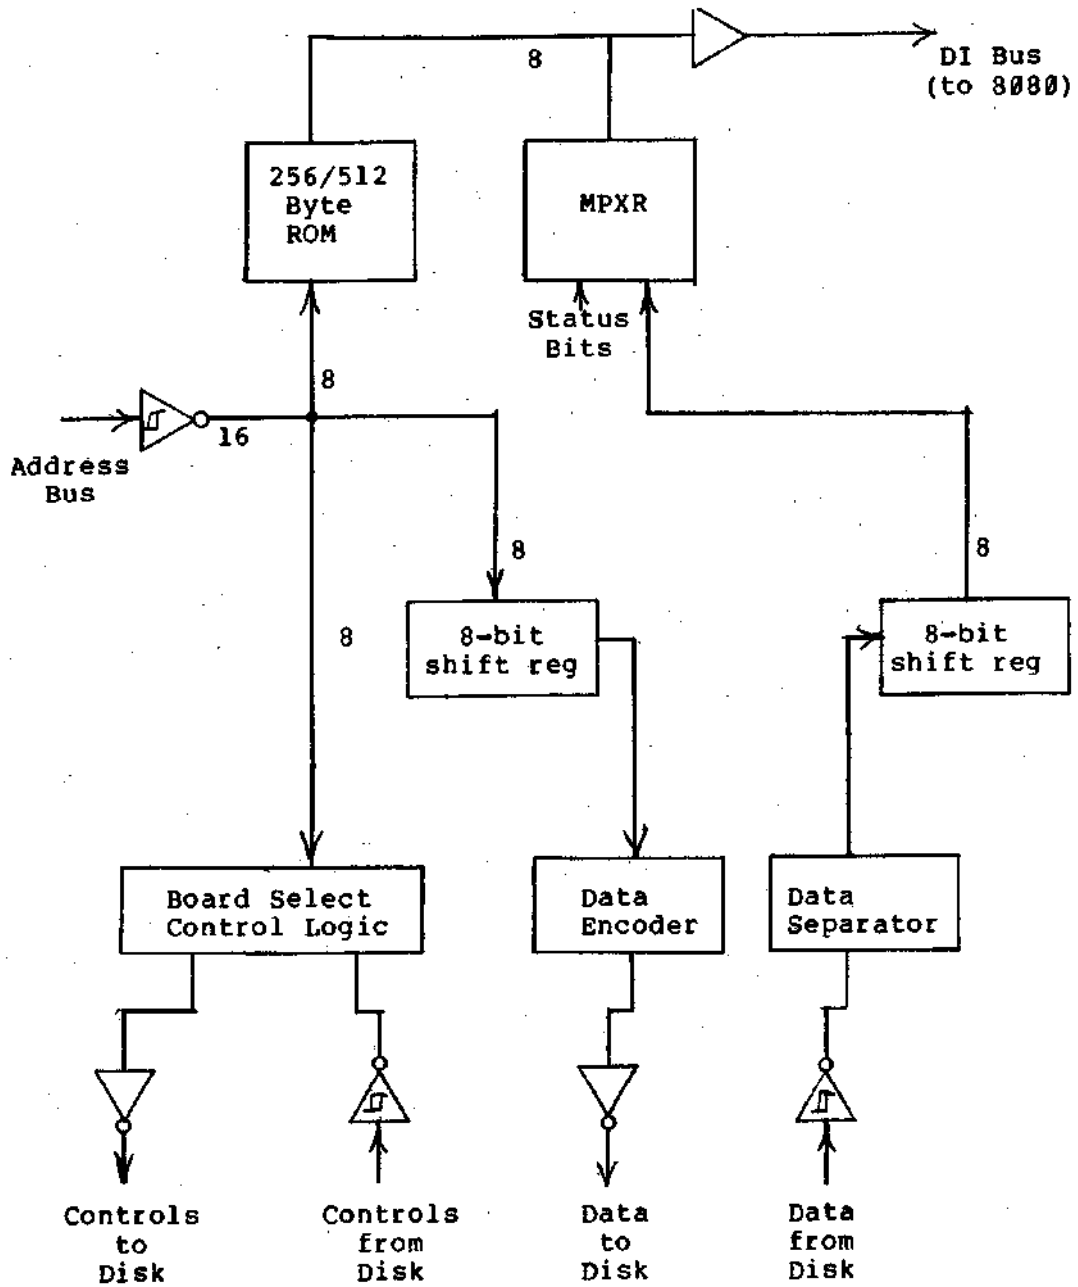 8
DI Bus
(to 8080)
256/512
Byte
ROM
MPXR
Status
Bits
8
16
Address
Bus
8
8
8
8-bit
shift reg
8-bit
shift reg
Board Select
Control Logic
Data
Encoder
Data
Separator
Controls
to
Disk
Controls
from
Disk
Data
to
Disk
Data
from
Disk